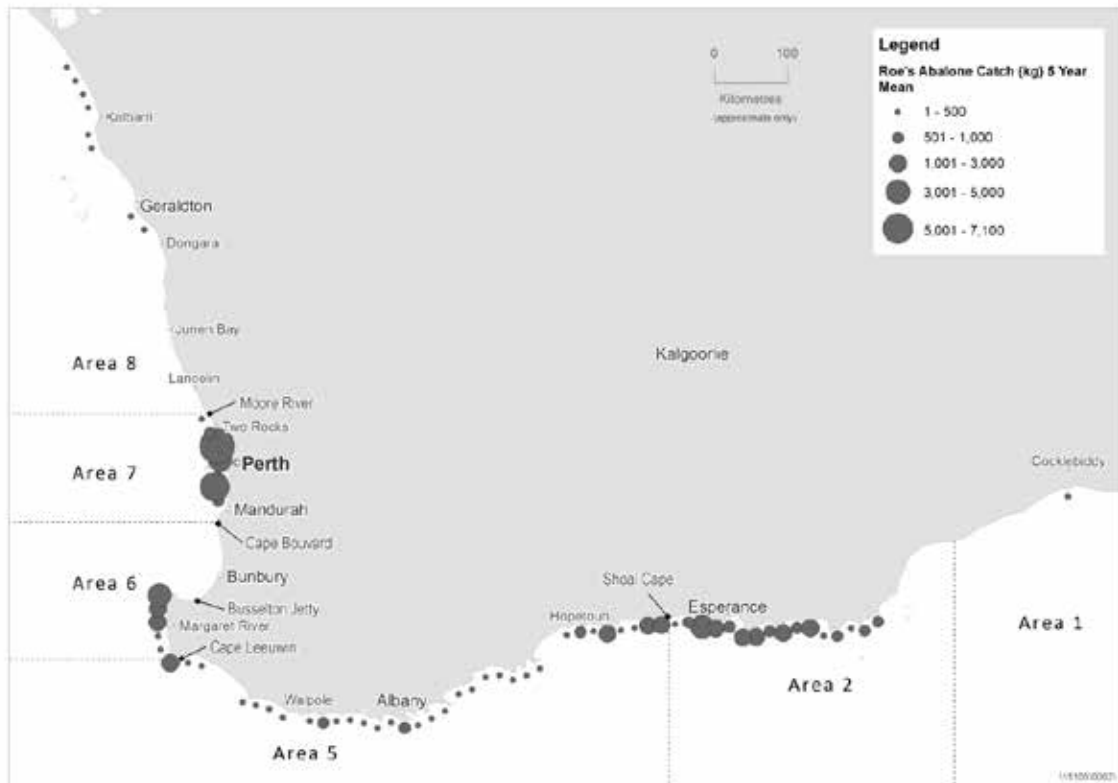 0 100
Kilometres
(approximate only)
Legend
Roe's Abalone Catch (kg) 5 Year
Mean
1 - 500
501 - 1,000
1,001 - 3,000
3,001 - 5,000
5,001 - 7,100
Kalbarri
Geraldton
Dongara
Jurien Bay
Area 8
Lancelin
Kalgoorlie
Moore River
Two Rocks
Area 7
Perth
Cocklebiddy
Mandurah
Cape Bouvard
Area 6
Bunbury
Busselton Jetty
Margaret River
Cape Leeuwin
Shoal Cape
Hopetoun
Esperance
Area 1
Area 2
Walpole
Albany
Area 5